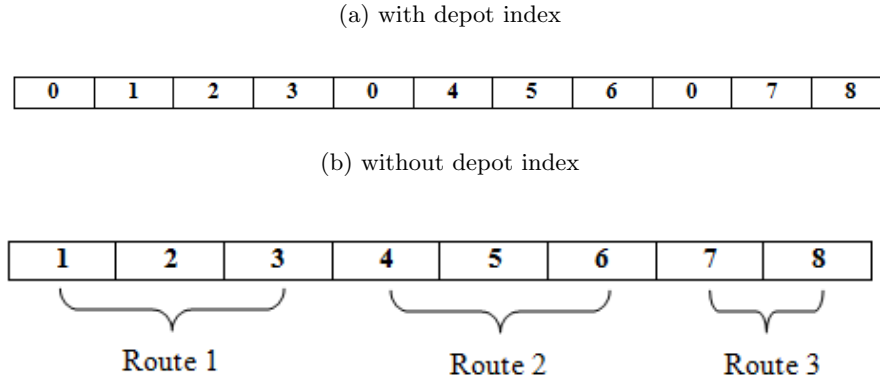 (a) with depot index
0 1 2 3 0 4 5 6 0 7 8
(b) without depot index
1 2 3 4 5 6 7 8
Route 1 Route 2 Route 3